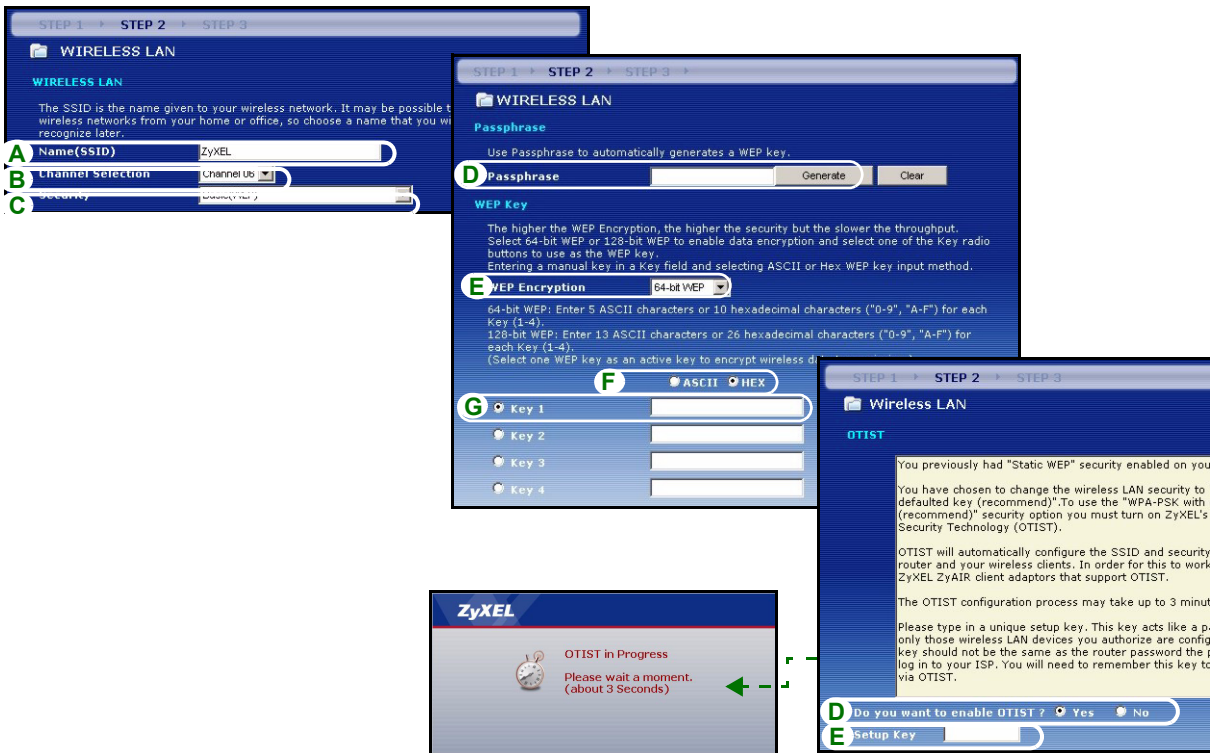 STEP 1 STEP 2 STEP 3
WIRELESS LAN
WIRELESS LAN
The SSID is the name given to your wireless network. It may be possible t
wireless networks from your home or office, so choose a name that you wi
recognize later.
A Name(SSID) ZyXEL
B Channel Selection Channel 06
C Security Basic(WEP)
STEP 1 STEP 2 STEP 3
WIRELESS LAN
Passphrase
Use Passphrase to automatically generates a WEP key.
D Passphrase Generate Clear
WEP Key
The higher the WEP Encryption, the higher the security but the slower the throughput.
Select 64-bit WEP or 128-bit WEP to enable data encryption and select one of the Key radio
buttons to use as the WEP key.
Entering a manual key in a Key field and selecting ASCII or Hex WEP key input method.
E WEP Encryption 64-bit WEP
64-bit WEP: Enter 5 ASCII characters or 10 hexadecimal characters ("0-9", "A-F") for each
Key (1-4).
128-bit WEP: Enter 13 ASCII characters or 26 hexadecimal characters ("0-9", "A-F") for
each Key (1-4).
(Select one WEP key as an active key to encrypt wireless d
F ASCII HEX
G Key 1
Key 2
Key 3
Key 4
STEP 1 STEP 2 STEP 3
Wireless LAN
OTIST
You previously had "Static WEP" security enabled on you
You have chosen to change the wireless LAN security to
defaulted key (recommend)".To use the "WPA-PSK with
(recommend)" security option you must turn on ZyXEL's
Security Technology (OTIST).
OTIST will automatically configure the SSID and security
router and your wireless clients. In order for this to work
ZyXEL ZyAIR client adaptors that support OTIST.
The OTIST configuration process may take up to 3 minut
Please type in a unique setup key. This key acts like a pa
only those wireless LAN devices you authorize are config
key should not be the same as the router password the p
log in to your ISP. You will need to remember this key to
via OTIST.
D Do you want to enable OTIST ? Yes No
E Setup Key
ZyXEL
OTIST in Progress
Please wait a moment.
(about 3 Seconds)